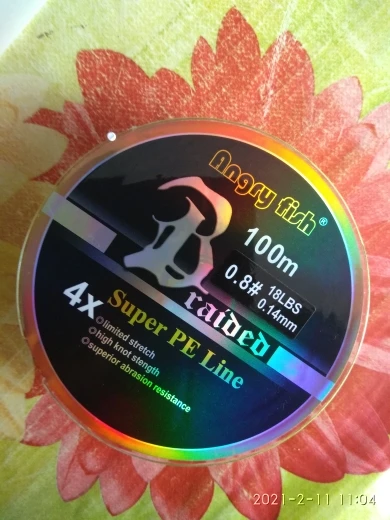 Angry fish®
100m
0.8# 18LBS
0.14mm
Braided
4x Super PE Line
limited stretch
high knot stength
superior abrasion resistance
2021-2-11 11:04